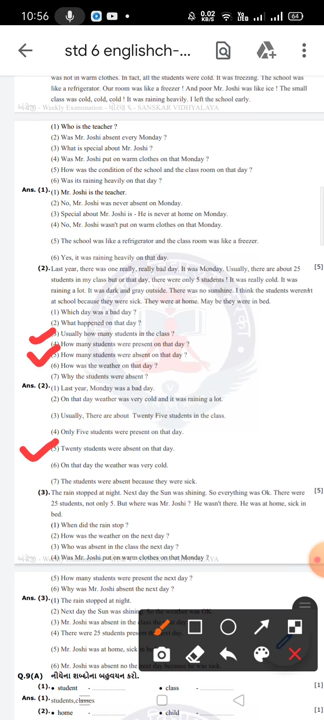 10:56
0.02 KB/S
64
std 6 englishch-...
was not in warm clothes. In fact, all the students were cold. It was freezing. The school was
like a refrigerator. Our room was like a freezer ! And poor Mr. Joshi was like ice ! The small
class was cold, cold, cold ! It was raining heavily. I left the school early.
Weekly Examination - SANSKAR VIDHYALAYA
(1) Who is the teacher ?
(2) Was Mr. Joshi absent every Monday ?
(3) What is special about Mr. Joshi ?
(4) Was Mr. Joshi put on warm clothes on that Monday ?
(5) How was the condition of the school and the class room on that day ?
(6) Was its raining heavily on that day ?
Ans. (1)-(1) Mr. Joshi is the teacher.
(2) No, Mr. Joshi was never absent on Monday.
(3) Special about Mr. Joshi is - He is never at home on Monday.
(4) No, Mr. Joshi wasn't put on warm clothes on that Monday.
(5) The school was like a refrigerator and the class room was like a freezer.
(6) Yes, it was raining heavily on that day.
(2)-Last year, there was one really, really bad day. It was Monday. Usually, there are about 25 [5]
students in my class but or that day, there were only 5 students ! It was really cold. It was
raining a lot. It was dark and gray outside. There was no sunshine. I think the students weren't
at school because they were sick. They were at home. May be they were in bed.
(1) Which day was a bad day ?
(2) What happened on that day ?
(3) Usually how many students in the class ?
(4) How many students were present on that day ?
(5) How many students were absent on that day ?
(6) How was the weather on that day ?
(7) Why the students were absent ?
Ans. (2)-(1) Last year, Monday was a bad day.
(2) On that day weather was very cold and it was raining a lot.
(3) Usually, There are about Twenty Five students in the class.
(4) Only Five students were present on that day.
(5) Twenty students were absent on that day.
(6) On that day the weather was very cold.
(7) The students were absent because they were sick.
(3)-The rain stopped at night. Next day the Sun was shining. So everything was Ok. There were [5]
25 students, not only 5. But where was Mr. Joshi ? He wasn't there. He was at home, sick in
bed.
(1) When did the rain stop ?
(2) How was the weather on the next day ?
(3) Who was absent in the class the next day ?
(4) Was Mr. Joshi put on warm clothes on that Monday ?
(5) How many students were present the next day ?
(6) Why was Mr. Joshi absent the next day ?
Ans. (3)-(1) The rain stopped at night.
(2) Next day the Sun was shining.
(3) Mr. Joshi was absent in the
(4) There were 25 students
(5) Mr. Joshi was at home, sick
(6) Mr. Joshi was absent
Q.9(A) નીચેના શબ્દોના બહુવચન કરો.
(1)- • student - • class - [1]
students,
(2)- • home - • child - [1]